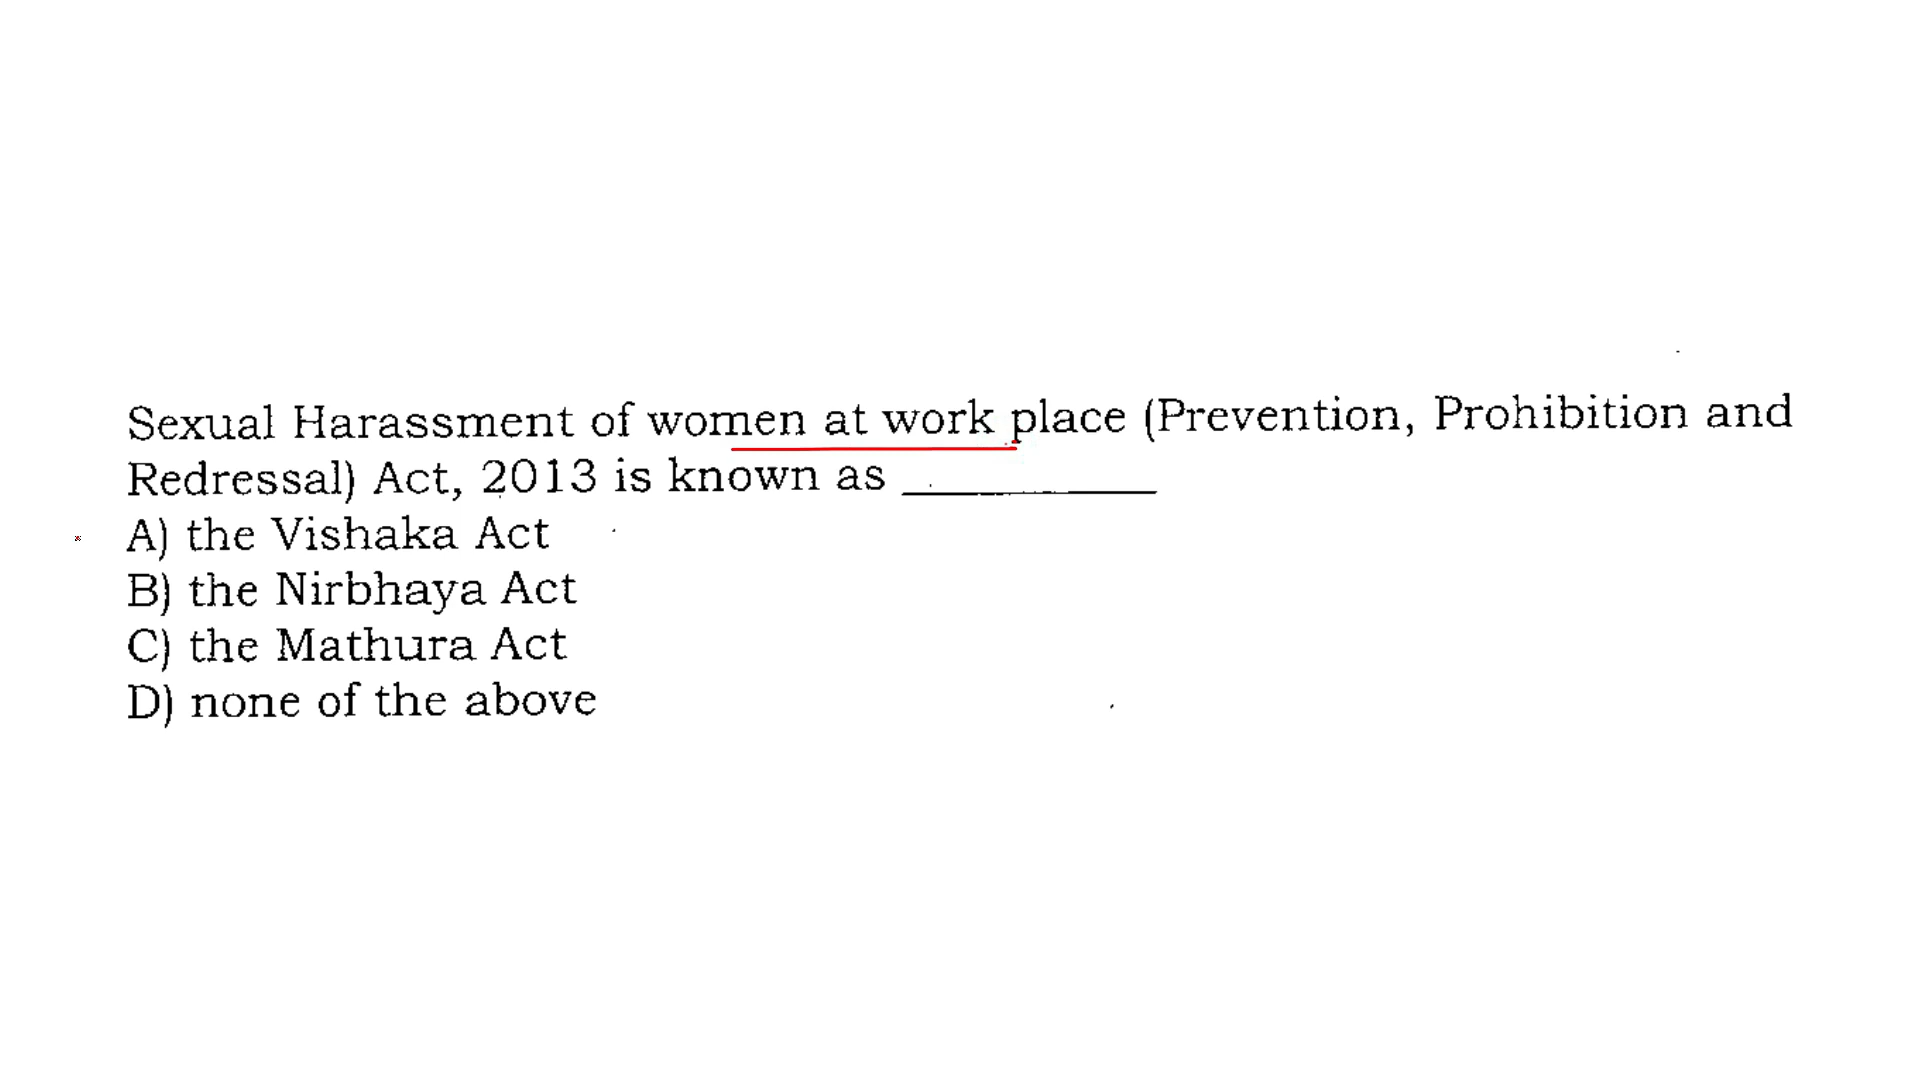 Sexual Harassment of women at work place (Prevention, Prohibition and
Redressal) Act, 2013 is known as __________
A) the Vishaka Act
B) the Nirbhaya Act
C) the Mathura Act
D) none of the above